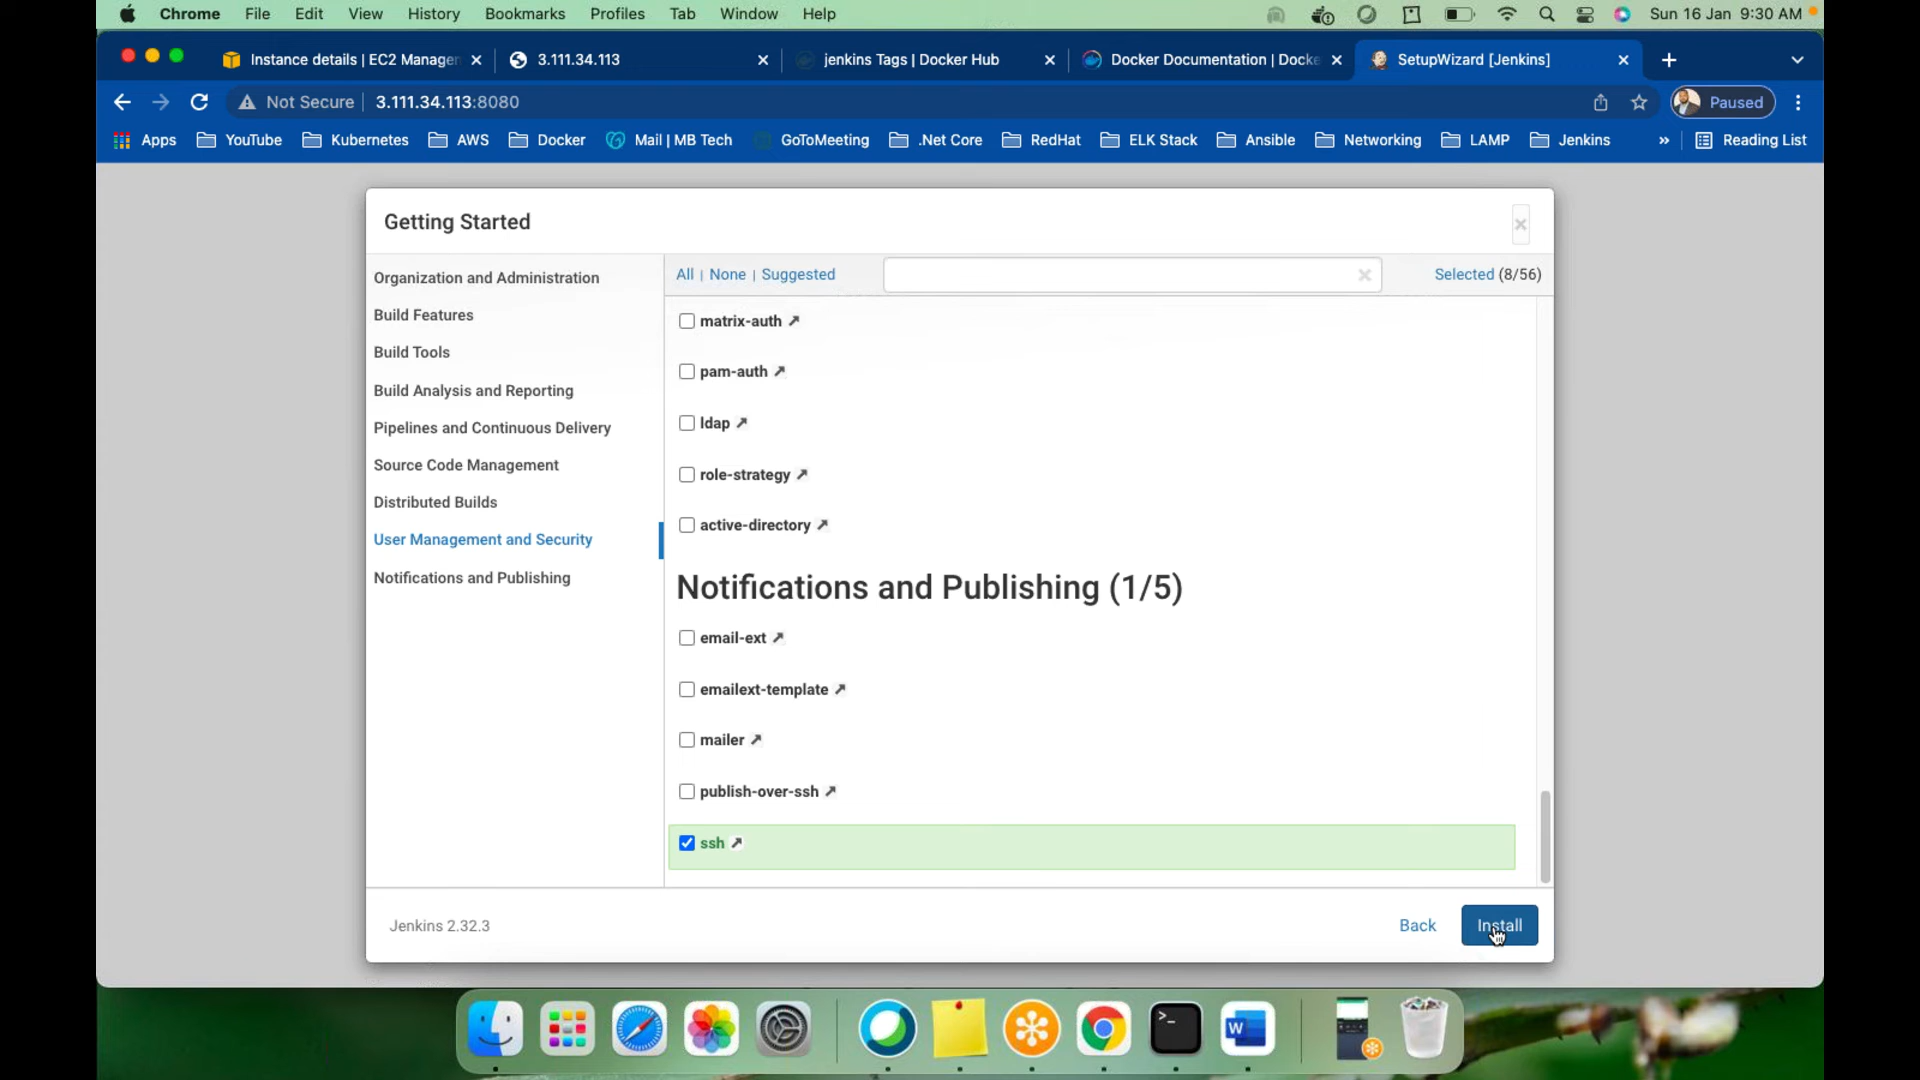 Chrome File Edit View History Bookmarks Profiles Tab Window Help Sun 16 Jan 9:30 AM
Instance details | EC2 Manager 3.111.34.113 jenkins Tags | Docker Hub Docker Documentation | Docke SetupWizard [Jenkins]
Not Secure 3.111.34.113:8080 Paused
Apps YouTube Kubernetes AWS Docker Mail | MB Tech GoToMeeting .Net Core RedHat ELK Stack Ansible Networking LAMP Jenkins » Reading List
Getting Started
Organization and Administration
Build Features
Build Tools
Build Analysis and Reporting
Pipelines and Continuous Delivery
Source Code Management
Distributed Builds
User Management and Security
Notifications and Publishing
All | None | Suggested
Selected (8/56)
matrix-auth
pam-auth
ldap
role-strategy
active-directory
Notifications and Publishing (1/5)
email-ext
emailext-template
mailer
publish-over-ssh
ssh
Jenkins 2.32.3
Back Install